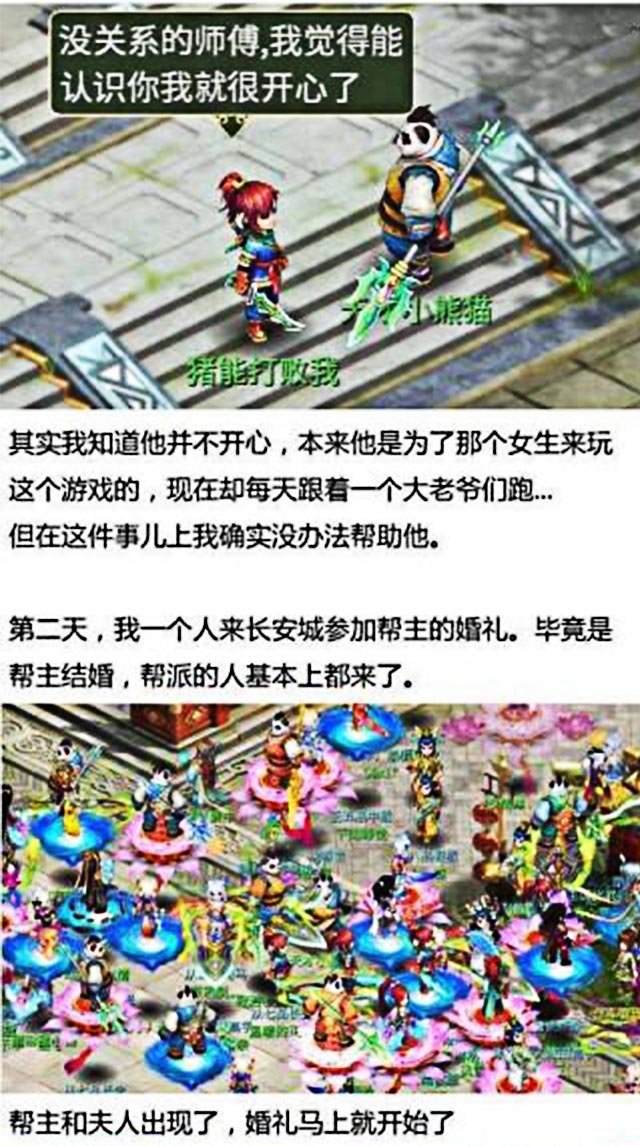 没关系的师傅,我觉得能
认识你我就很开心了
小熊猫
猪能打败我
其实我知道他并不开心，本来他是为了那个女生来玩
这个游戏的，现在却每天跟着一个大老爷们跑...
但在这件事儿上我确实没办法帮助他。
第二天，我一个人来长安城参加帮主的婚礼。毕竟是
帮主结婚，帮派的人基本上都来了。
帮主和夫人出现了，婚礼马上就开始了